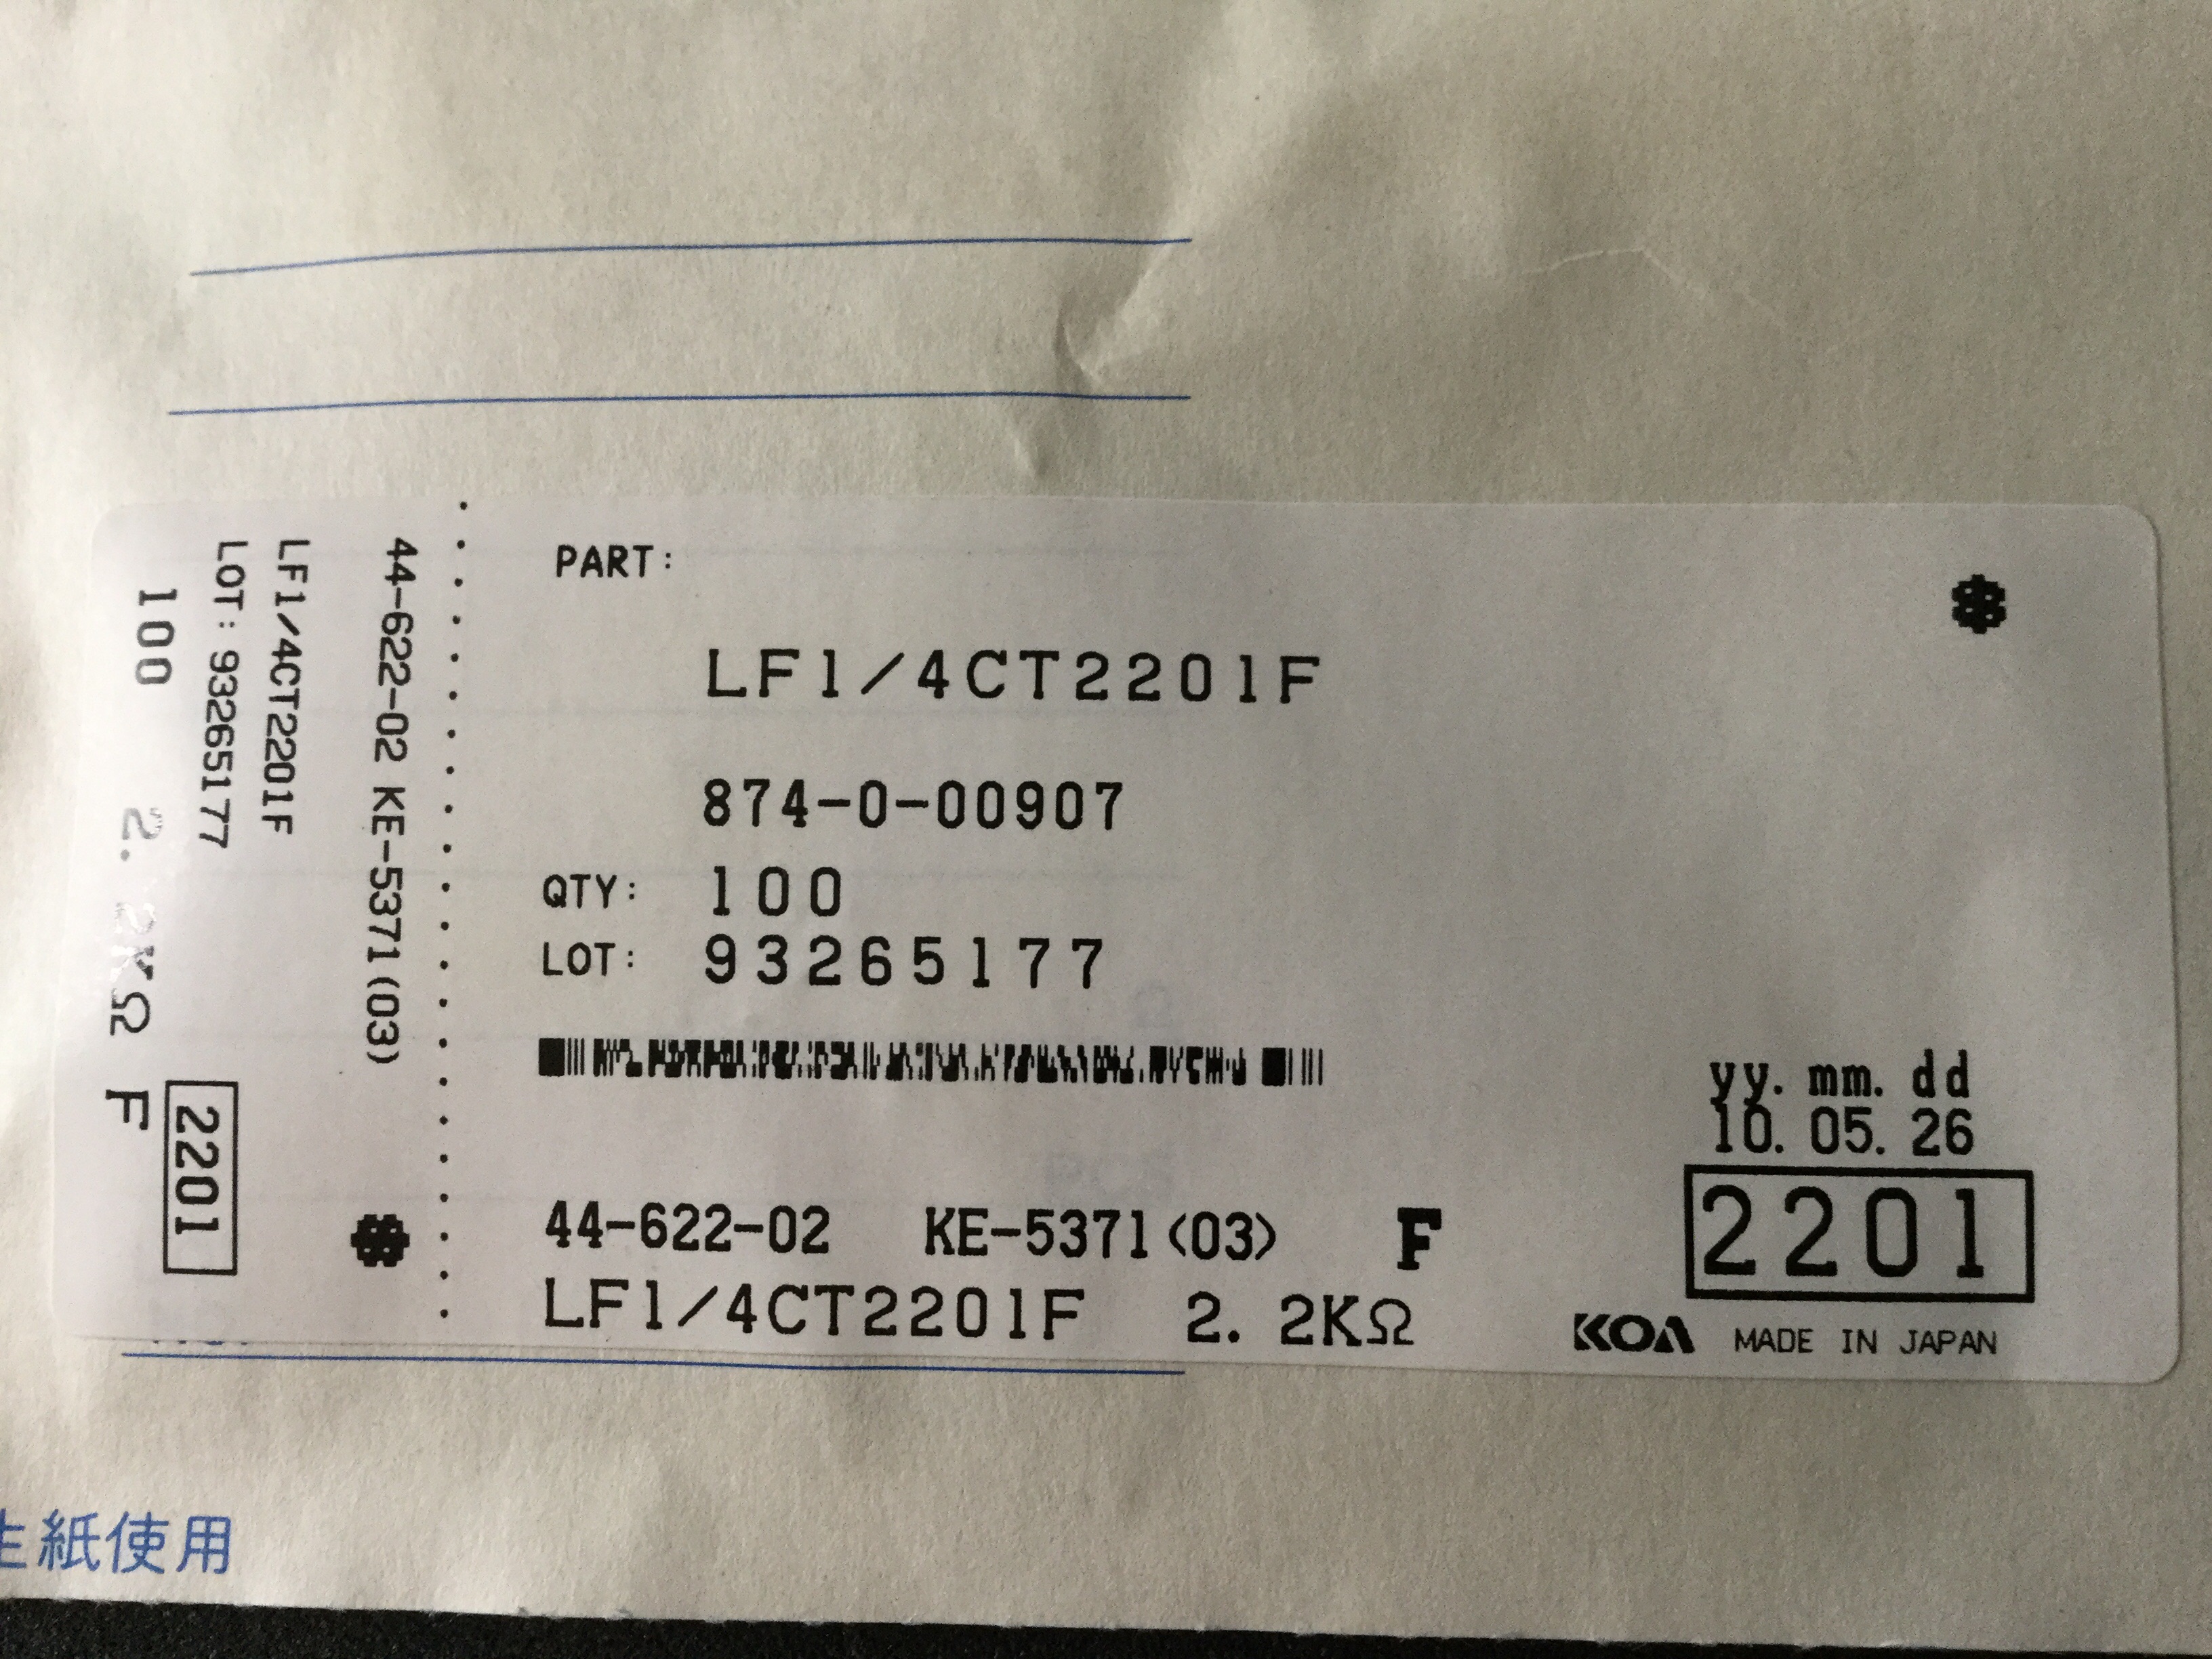 PART:
LF1/4CT2201F
874-0-00907
QTY: 100
LOT: 93265177
yy. mm. dd
10. 05. 26
2201
44-622-02 KE-5371(03) F
LF1/4CT2201F 2. 2KΩ
KOA MADE IN JAPAN
44-622-02 KE-5371(03)
LF1/4CT2201F
LOT: 93265177
2201
100 2. 2KΩ F
紙使用